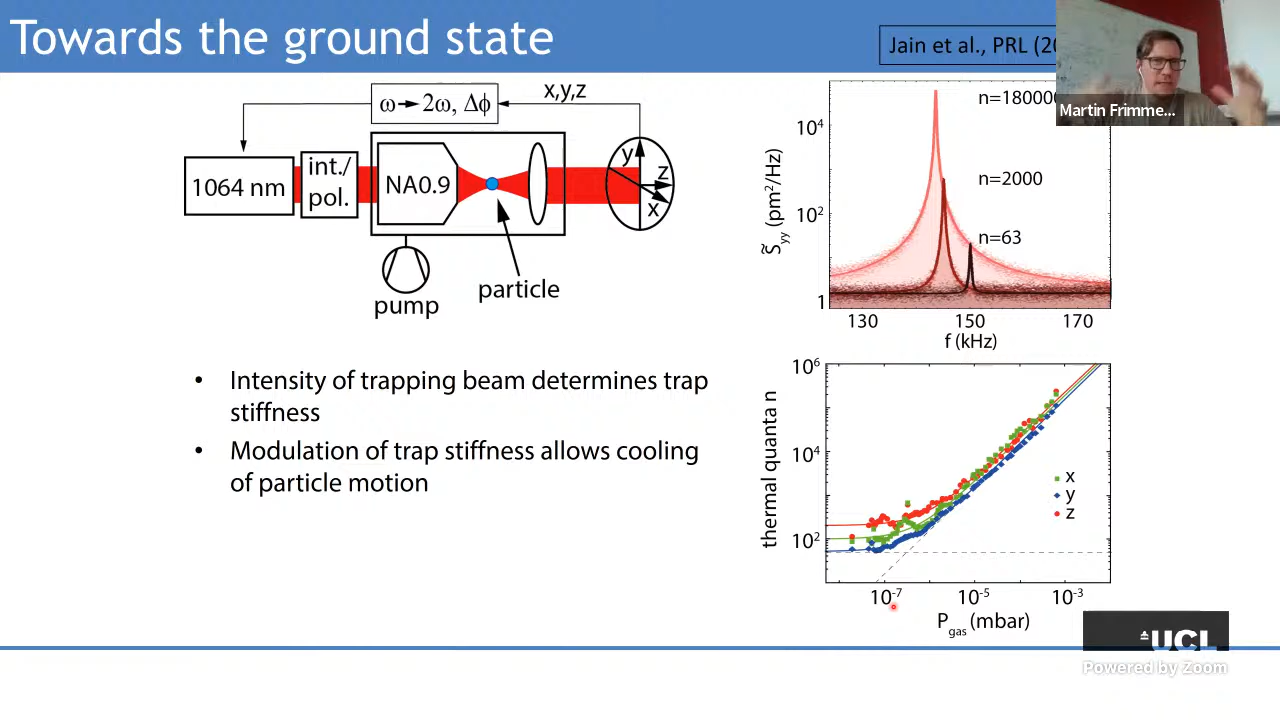 Towards the ground state
Jain et al., PRL (20
Martin Frimme...
ω→2ω, Δϕ
x,y,z
1064 nm
int./
pol.
NA0.9
y
z
x
pump
particle
• Intensity of trapping beam determines trap
stiffness
• Modulation of trap stiffness allows cooling
of particle motion
n=18000
n=2000
n=63
10⁴
10²
1
S̃yy (pm²/Hz)
130
150
170
f (kHz)
10⁶
10⁴
10²
thermal quanta n
x
y
z
10⁻⁷
10⁻⁵
10⁻³
Pgas (mbar)
UCL
Powered by Zoom